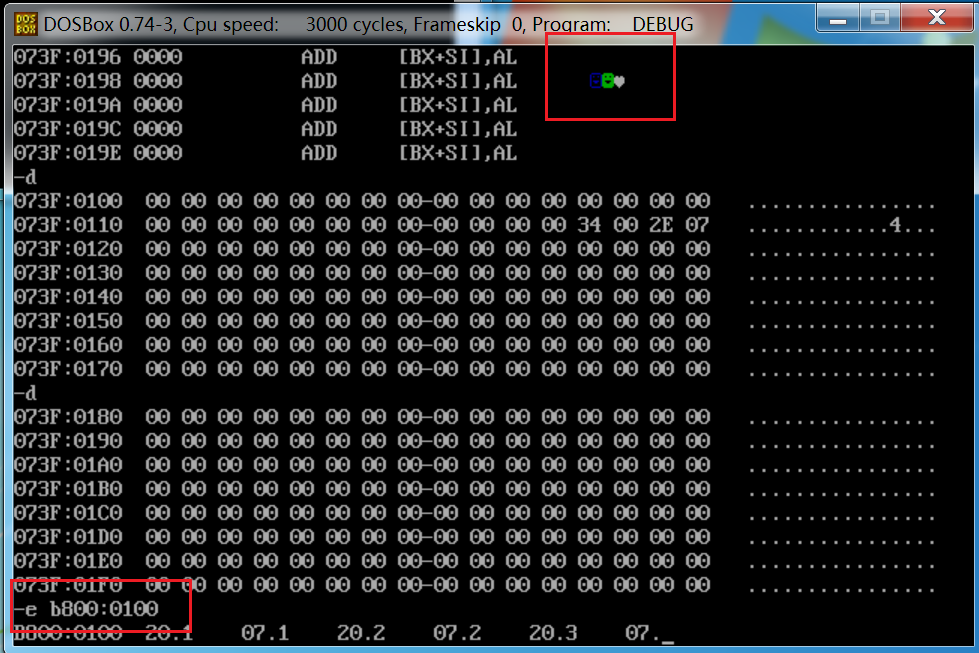 DOSBox 0.74-3, Cpu speed: 3000 cycles, Frameskip 0, Program: DEBUG
073F:0196 0000 ADD [BX+SI],AL
073F:0198 0000 ADD [BX+SI],AL
073F:019A 0000 ADD [BX+SI],AL
073F:019C 0000 ADD [BX+SI],AL
073F:019E 0000 ADD [BX+SI],AL
-d
073F:0100 00 00 00 00 00 00 00 00-00 00 00 00 00 00 00 00 ................
073F:0110 00 00 00 00 00 00 00 00-00 00 00 00 34 00 2E 07 ............4...
073F:0120 00 00 00 00 00 00 00 00-00 00 00 00 00 00 00 00 ................
073F:0130 00 00 00 00 00 00 00 00-00 00 00 00 00 00 00 00 ................
073F:0140 00 00 00 00 00 00 00 00-00 00 00 00 00 00 00 00 ................
073F:0150 00 00 00 00 00 00 00 00-00 00 00 00 00 00 00 00 ................
073F:0160 00 00 00 00 00 00 00 00-00 00 00 00 00 00 00 00 ................
073F:0170 00 00 00 00 00 00 00 00-00 00 00 00 00 00 00 00 ................
-d
073F:0180 00 00 00 00 00 00 00 00-00 00 00 00 00 00 00 00 ................
073F:0190 00 00 00 00 00 00 00 00-00 00 00 00 00 00 00 00 ................
073F:01A0 00 00 00 00 00 00 00 00-00 00 00 00 00 00 00 00 ................
073F:01B0 00 00 00 00 00 00 00 00-00 00 00 00 00 00 00 00 ................
073F:01C0 00 00 00 00 00 00 00 00-00 00 00 00 00 00 00 00 ................
073F:01D0 00 00 00 00 00 00 00 00-00 00 00 00 00 00 00 00 ................
073F:01E0 00 00 00 00 00 00 00 00-00 00 00 00 00 00 00 00 ................
073F:01F0 00 00 00 00 00 00 00 00-00 00 00 00 00 00 00 00 ................
-e b800:0100
B800:0100 20.1 07.1 20.2 07.2 20.3 07._